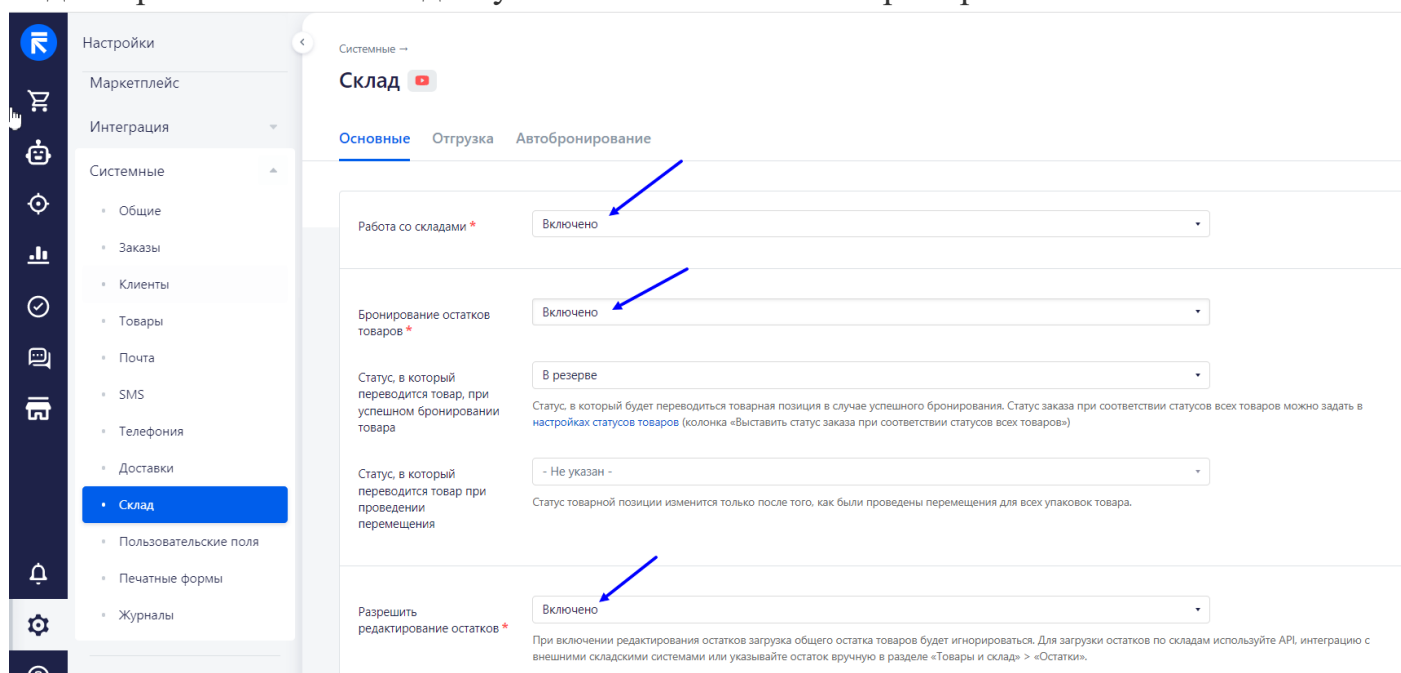 Настройки
Маркетплейс
Интеграция
Системные
Общие
Заказы
Клиенты
Товары
Почта
SMS
Телефония
Доставки
Склад
Пользовательские поля
Печатные формы
Журналы
Системные →
Склад
Основные Отгрузка Автобронирование
Работа со складами * Включено
Бронирование остатков
товаров *
Включено
Статус, в который
переводится товар, при
успешном бронировании
товара
В резерве
Статус, в который будет переводиться товарная позиция в случае успешного бронирования. Статус заказа при соответствии статусов всех товаров можно задать в
настройках статусов товаров (колонка «Выставить статус заказа при соответствии статусов всех товаров»)
Статус, в который
переводится товар при
проведении
перемещения
- Не указан -
Статус товарной позиции изменится только после того, как были проведены перемещения для всех упаковок товара.
Разрешить
редактирование остатков *
Включено
При включении редактирования остатков загрузка общего остатка товаров будет игнорироваться. Для загрузки остатков по складам используйте API, интеграцию с
внешними складскими системами или указывайте остаток вручную в разделе «Товары и склад» > «Остатки».